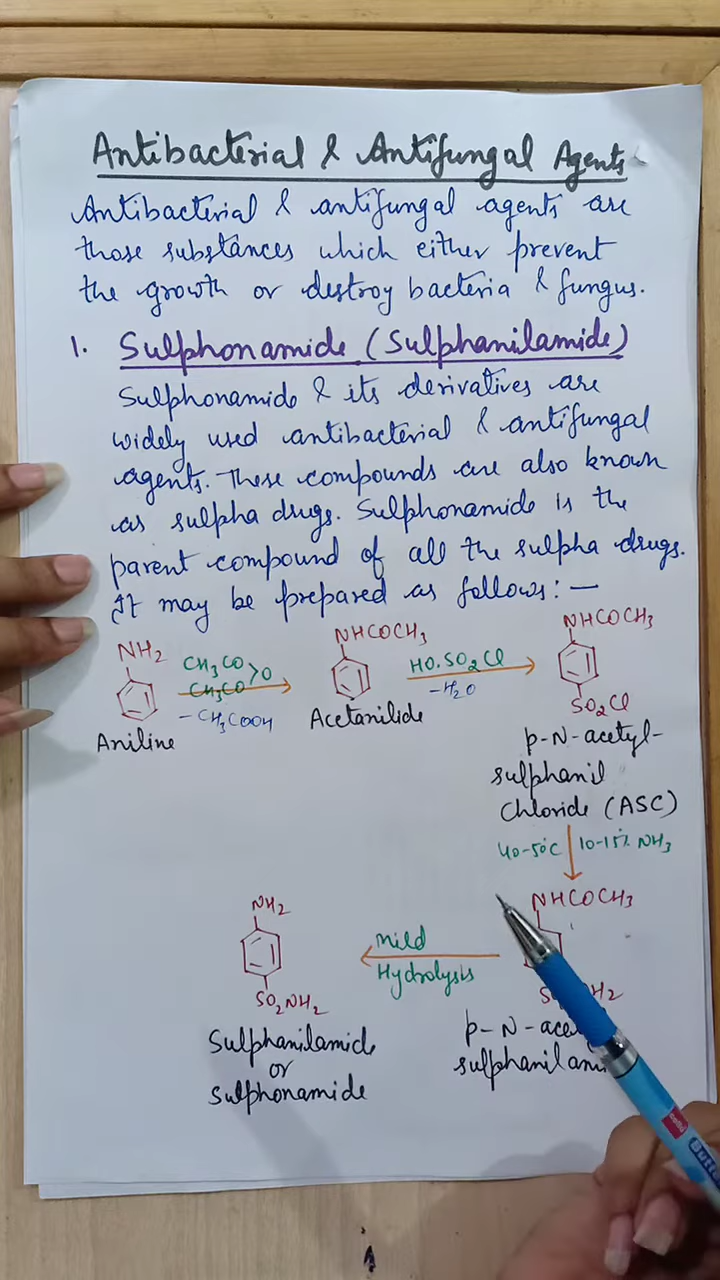 Antibacterial & Antifungal Agents
Antibacterial & antifungal agents are
those substances which either prevent
the growth or destroy bacteria & fungus.
1. Sulphonamide (Sulphanilamide)
Sulphonamide & its derivatives are
widely used antibacterial & antifungal
agents. These compounds are also known
as sulpha drugs. Sulphonamide is the
parent compound of all the sulpha drugs.
It may be prepared as follows:—
NH2
CH3CO
CH3CO >O
-CH3COOH
Aniline
NHCOCH3
Acetanilide
HO.SO2Cl
-H2O
NHCOCH3
SO2Cl
p-N-acetyl-
sulphanil
Chloride (ASC)
40-50°C
10-15% NH3
NHCOCH3
p-N-
Mild
Hydrolysis
NH2
SO2NH2
Sulphanilamide
or
Sulphonamide